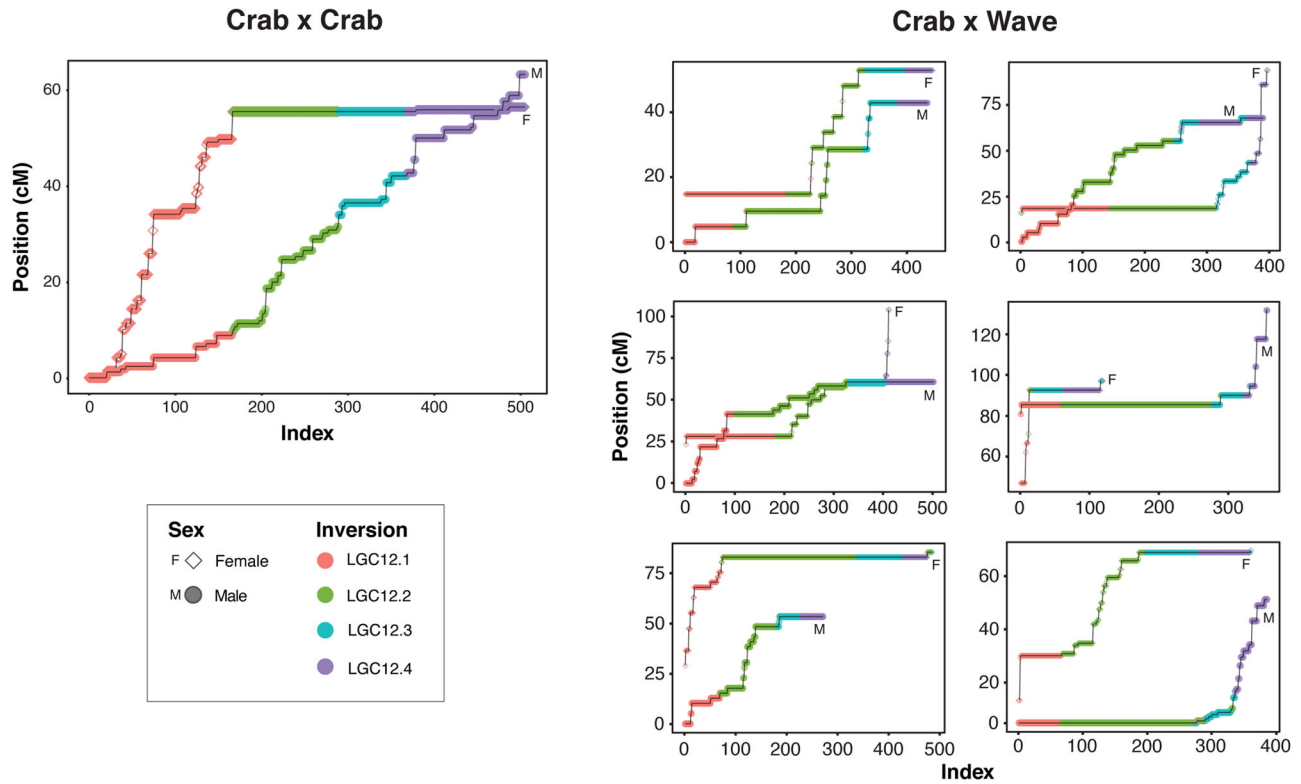 Crab x Crab
Crab x Wave
Position (cM)
60
40
20
0
M
F
0 100 200 300 400 500
Index
40
20
0
F
M
0 100 200 300 400
75
50
25
0
F
M
0 100 200 300 400
Position (cM)
100
75
50
25
0
F
M
0 100 200 300 400 500
120
100
80
60
F
M
0 100 200 300
75
50
25
0
F
M
0 100 200 300 400 500
60
40
20
0
F
M
0 100 200 300 400
Index
Sex
F Female
M Male
Inversion
LGC12.1
LGC12.2
LGC12.3
LGC12.4